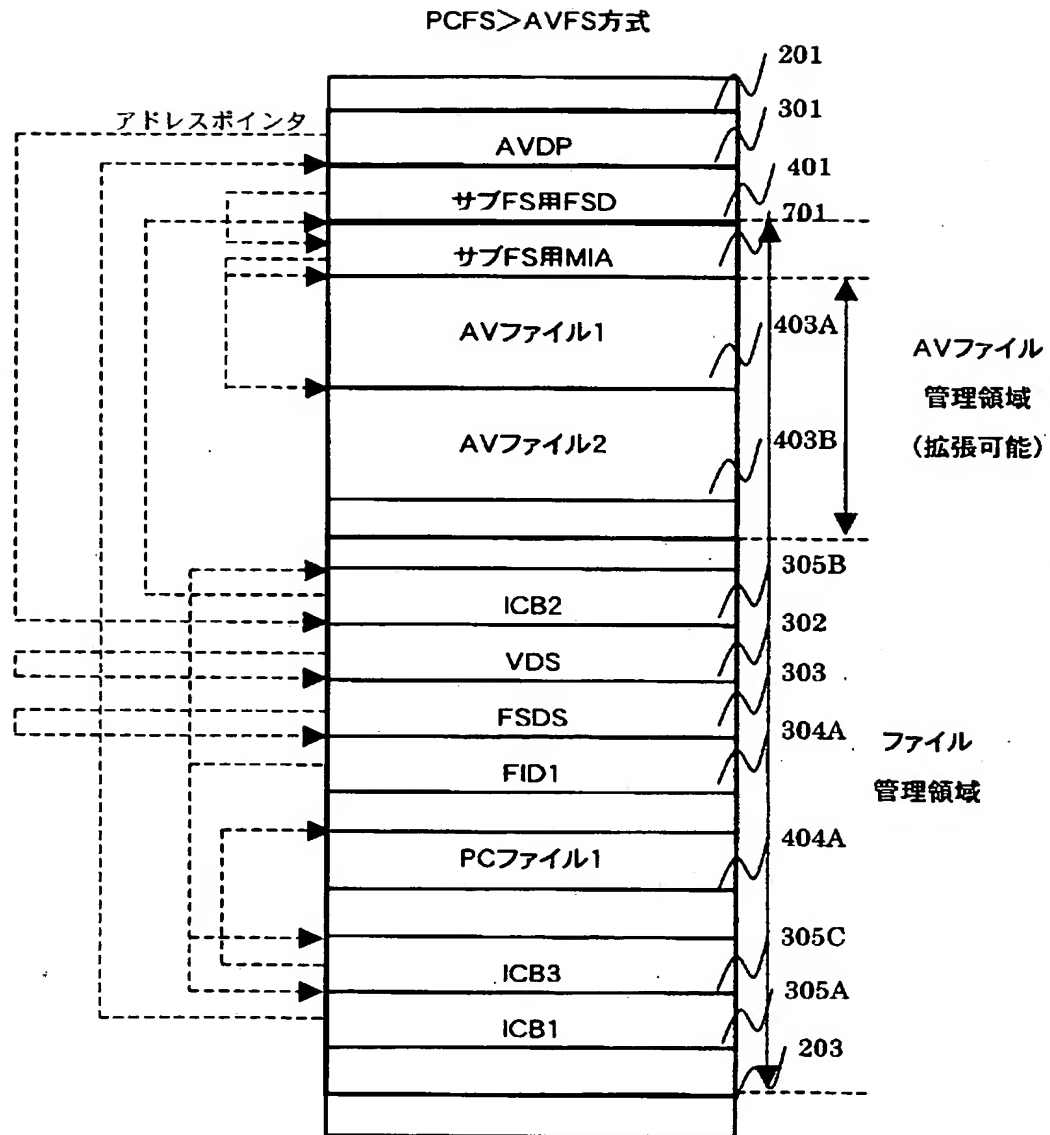 PCFS>AVFS方式
201
アドレスポインタ
301
AVDP
401
サブFS用FSD
701
サブFS用MIA
AVファイル1
403A
AVファイル
管理領域
(拡張可能)
AVファイル2
403B
305B
ICB2
302
VDS
303
FSDS
304A
FID1
ファイル
管理領域
404A
PCファイル1
305C
ICB3
305A
ICB1
203